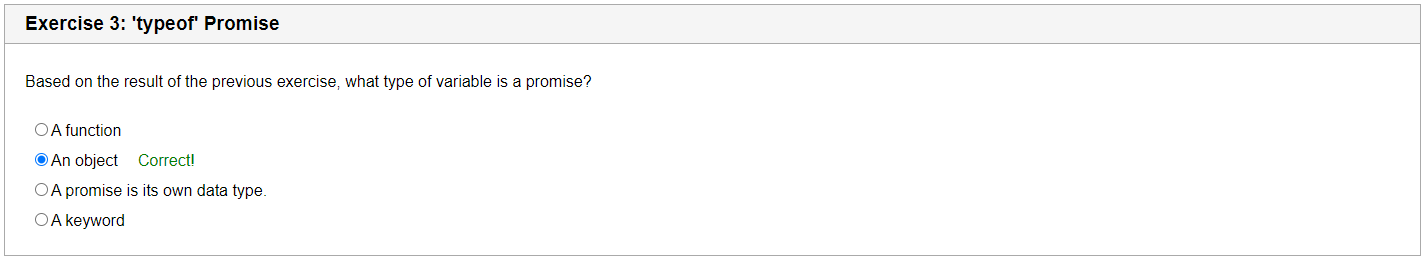 Exercise 3: 'typeof' Promise
Based on the result of the previous exercise, what type of variable is a promise?
A function
An object Correct!
A promise is its own data type.
A keyword